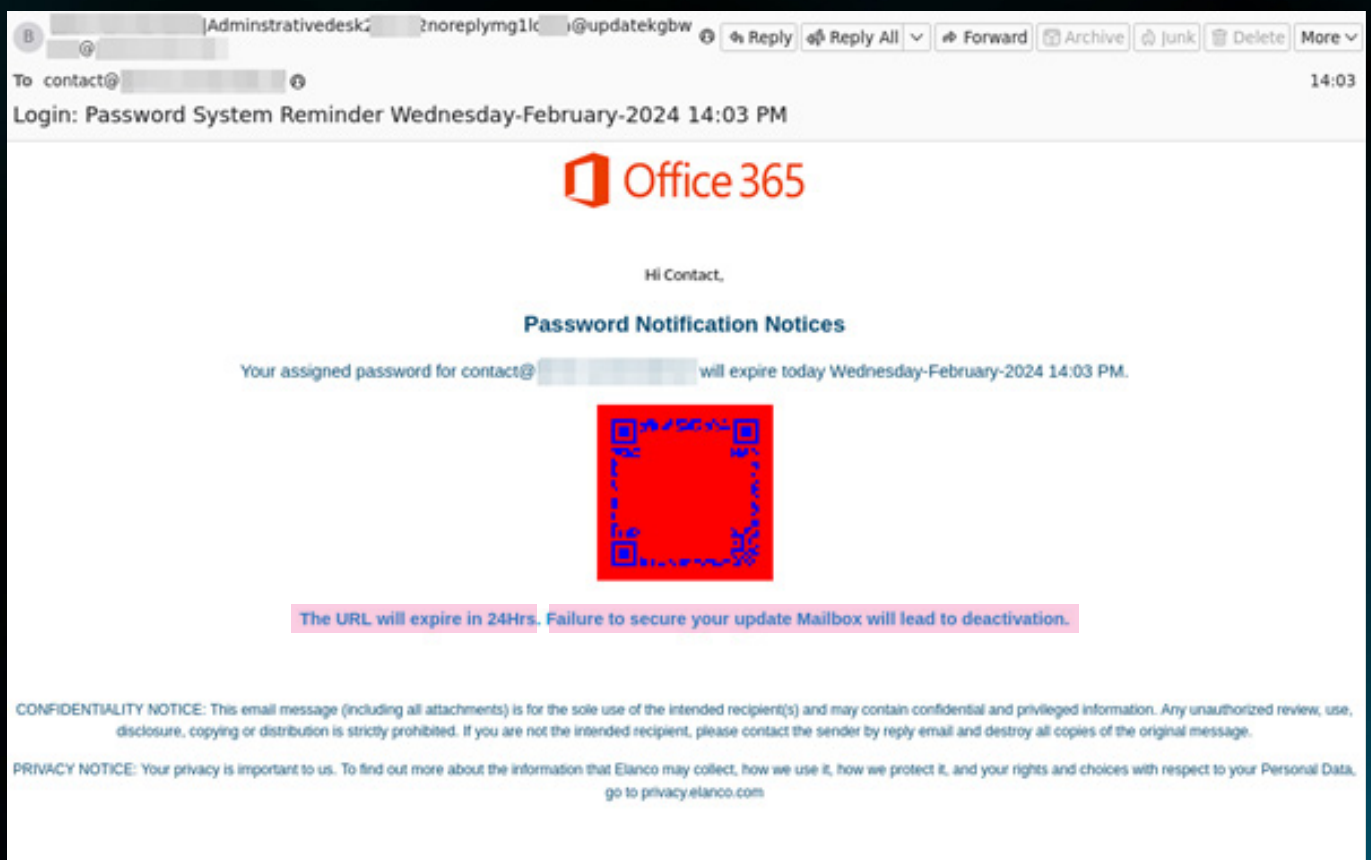 B
|Adminstrativedesk2 2noreplymg1lc @updatekgbw
@
Reply Reply All Forward Archive Junk Delete More
To contact@
14:03
Login: Password System Reminder Wednesday-February-2024 14:03 PM
Office 365
Hi Contact,
Password Notification Notices
Your assigned password for contact@ will expire today Wednesday-February-2024 14:03 PM.
The URL will expire in 24Hrs. Failure to secure your update Mailbox will lead to deactivation.
CONFIDENTIALITY NOTICE: This email message (including all attachments) is for the sole use of the intended recipient(s) and may contain confidential and privileged information. Any unauthorized review, use,
disclosure, copying or distribution is strictly prohibited. If you are not the intended recipient, please contact the sender by reply email and destroy all copies of the original message.
PRIVACY NOTICE: Your privacy is important to us. To find out more about the information that Elanco may collect, how we use it, how we protect it, and your rights and choices with respect to your Personal Data,
go to privacy.elanco.com